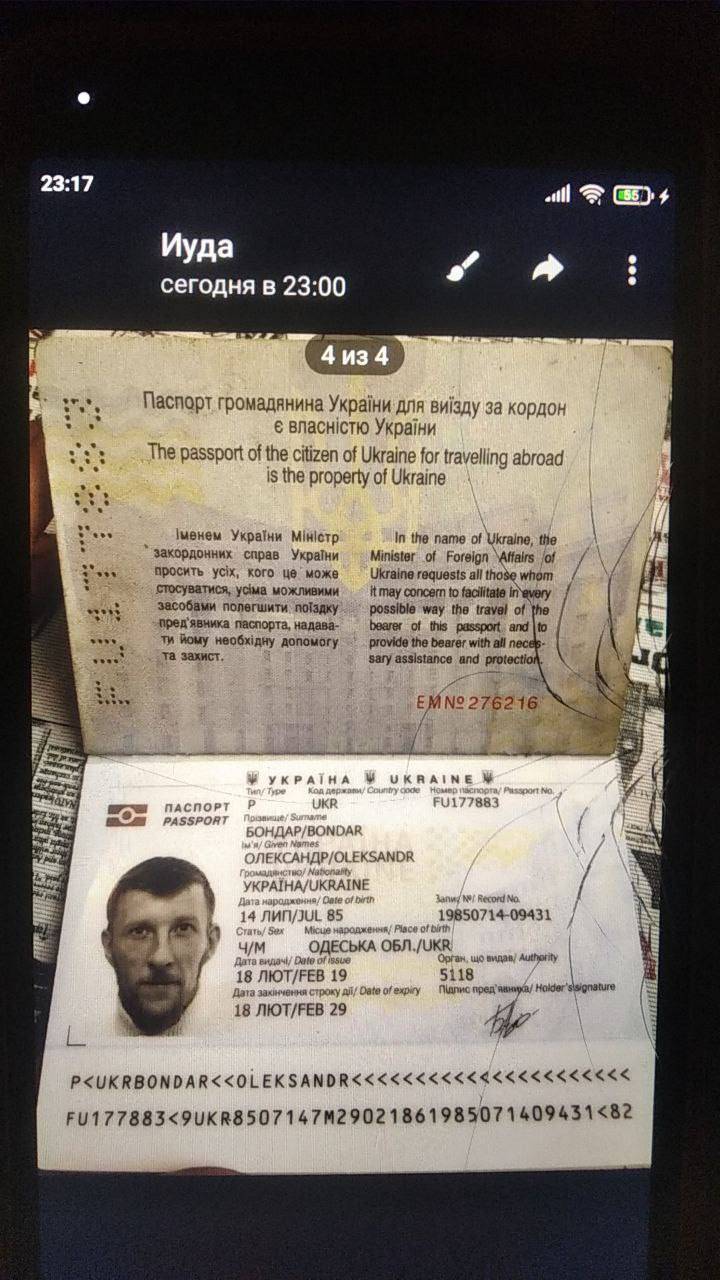 23:17
55
Иуда
сегодня в 23:00
4 из 4
Паспорт громадянина України для виїзду за кордон
є власністю України
The passport of the citizen of Ukraine for travelling abroad
is the property of Ukraine
Іменем України Міністр
закордонних справ України
просить усіх, кого це може
стосуватися, усіма можливими
засобами полегшити поїздку
пред'явника паспорта, надава-
ти йому необхідну допомогу
та захист.
In the name of Ukraine, the
Minister of Foreign Affairs of
Ukraine requests all those whom
it may concern to facilitate in every
possible way the travel of the
bearer of this passport and to
provide the bearer with all neces-
sary assistance and protection.
FU177883
EM№276216
УКРАЇНА UKRAINE
ПАСПОРТ
PASSPORT
Тип/ Type Код держави/ Country code Номер паспорта/ Passport No.
P UKR FU177883
Прізвище/ Surname
БОНДАР/BONDAR
Ім'я/ Given Names
ОЛЕКСАНДР/OLEKSANDR
Громадянство/ Nationality
УКРАЇНА/UKRAINE
Дата народження/ Date of birth Запис №/ Record No.
14 ЛИП/JUL 85 19850714-09431
Стать/ Sex Місце народження/ Place of birth
Ч/М ОДЕСЬКА ОБЛ./UKR
Дата видачі/ Date of issue Орган, що видав/ Authority
18 ЛЮТ/FEB 19 5118
Дата закінчення строку дії/ Date of expiry Підпис пред'явника/ Holder's signature
18 ЛЮТ/FEB 29
P<UKRBONDAR<<OLEKSANDR<<<<<<<<<<<<<<<<<<<<<<
FU177883<9UKR8507147M29021861985071409431<82